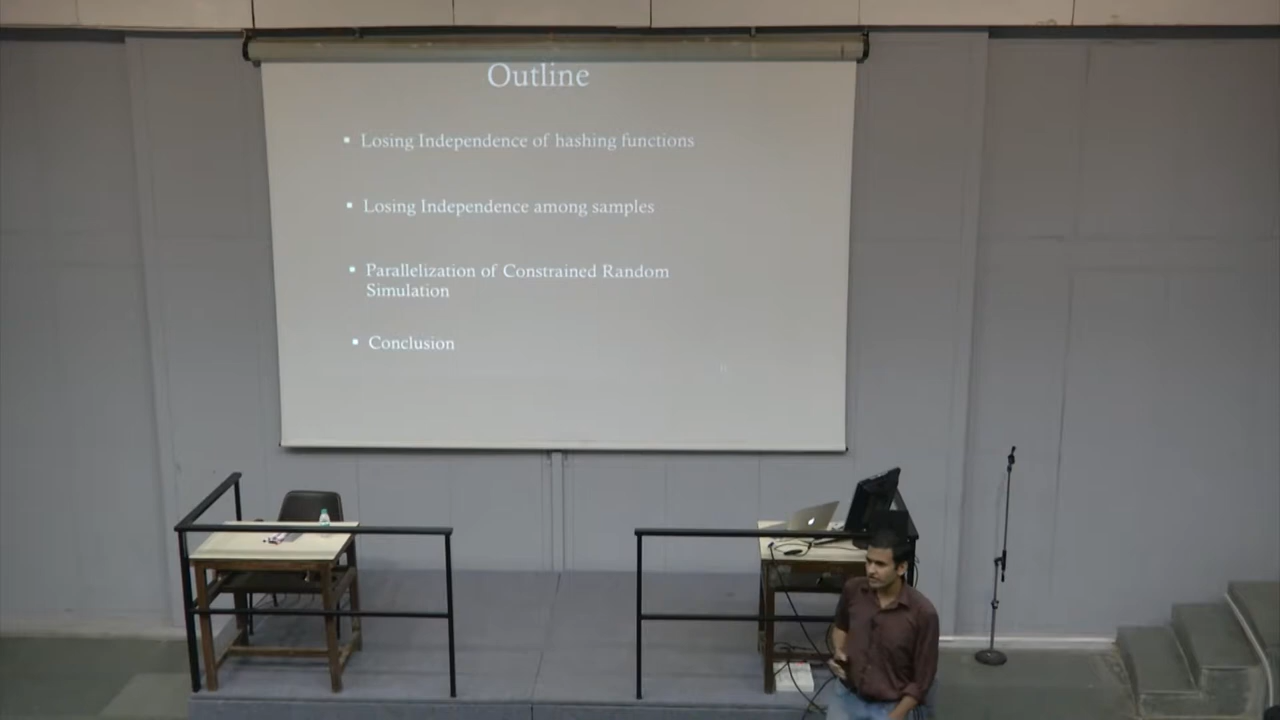 Outline
▪ Losing Independence of hashing functions
▪ Losing Independence among samples
▪ Parallelization of Constrained Random
Simulation
▪ Conclusion